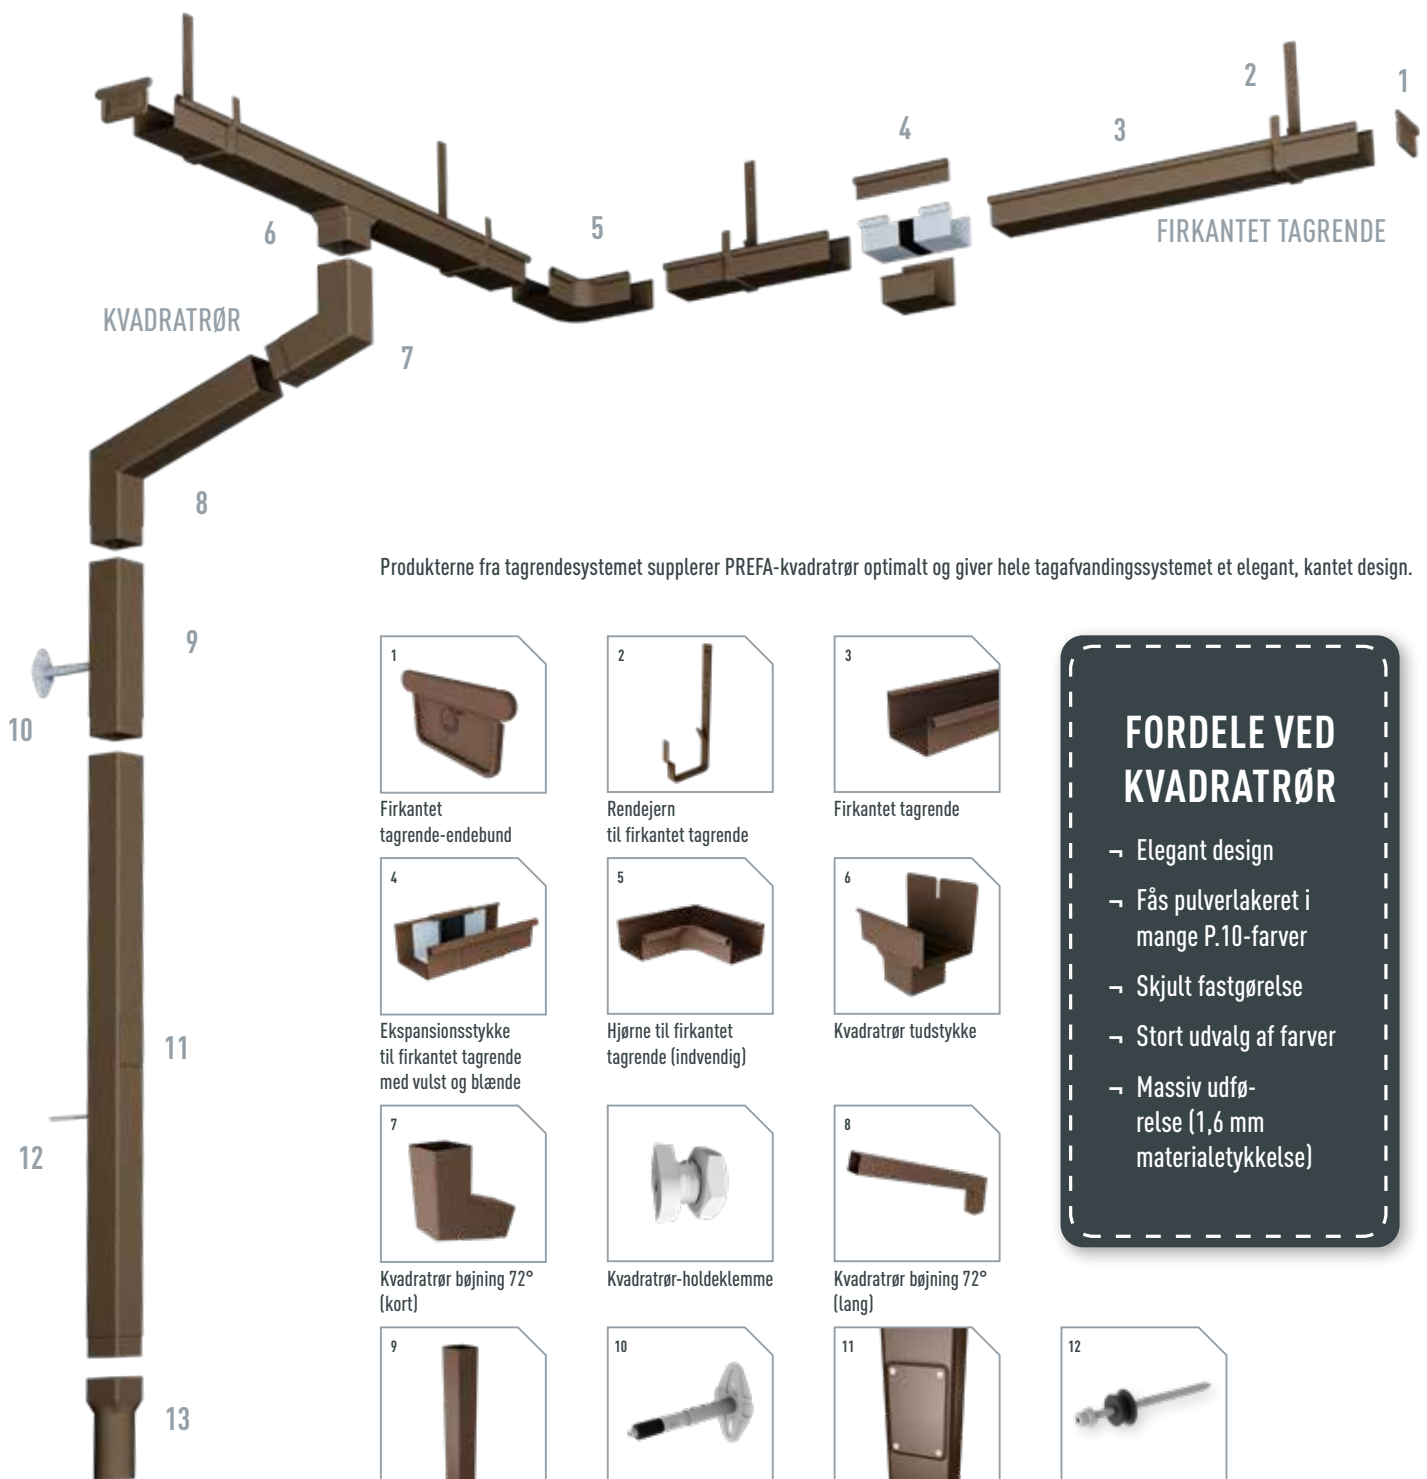 2
1
4
3
6
5
FIRKANTET TAGRENDE
KVADRATRØR
7
8
9
10
11
12
13
Produkterne fra tagrendesystemet supplerer PREFA-kvadratrør optimalt og giver hele tagafvandingssystemet et elegant, kantet design.
1
Firkantet
tagrende-endebund
2
Rendejern
til firkantet tagrende
3
Firkantet tagrende
4
Ekspansionsstykke
til firkantet tagrende
med vulst og blænde
5
Hjørne til firkantet
tagrende (indvendig)
6
Kvadratrør tudstykke
7
Kvadratrør bøjning 72°
(kort)
Kvadratrør-holdeklemme
8
Kvadratrør bøjning 72°
(lang)
9
10
11
12
FORDELE VED
KVADRATRØR
¬ Elegant design
¬ Fås pulverlakeret i
mange P.10-farver
¬ Skjult fastgørelse
¬ Stort udvalg af farver
¬ Massiv udfø-
relse (1,6 mm
materialetykkelse)